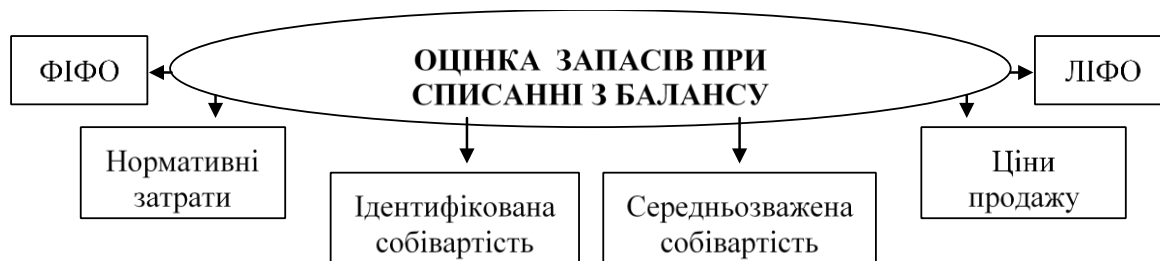 ОЦІНКА ЗАПАСІВ ПРИ
СПИСАННІ З БАЛАНСУ
ФІФО
ЛІФО
Нормативні
затрати
Ідентифікована
собівартість
Середньозважена
собівартість
Ціни
продажу